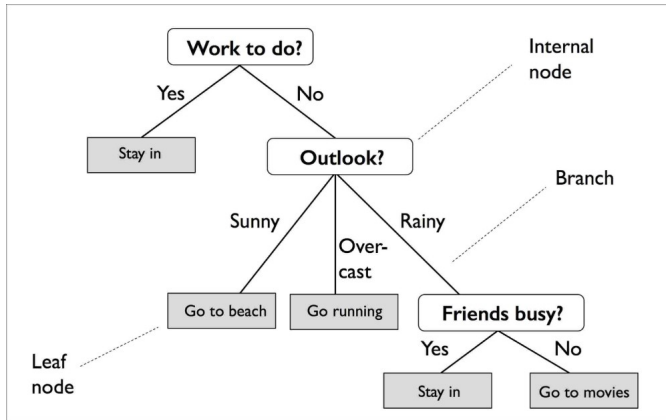 Work to do?
Internal
node
Yes
No
Stay in
Outlook?
Branch
Sunny
Over-
cast
Rainy
Go to beach
Go running
Friends busy?
Leaf
node
Yes
No
Stay in
Go to movies